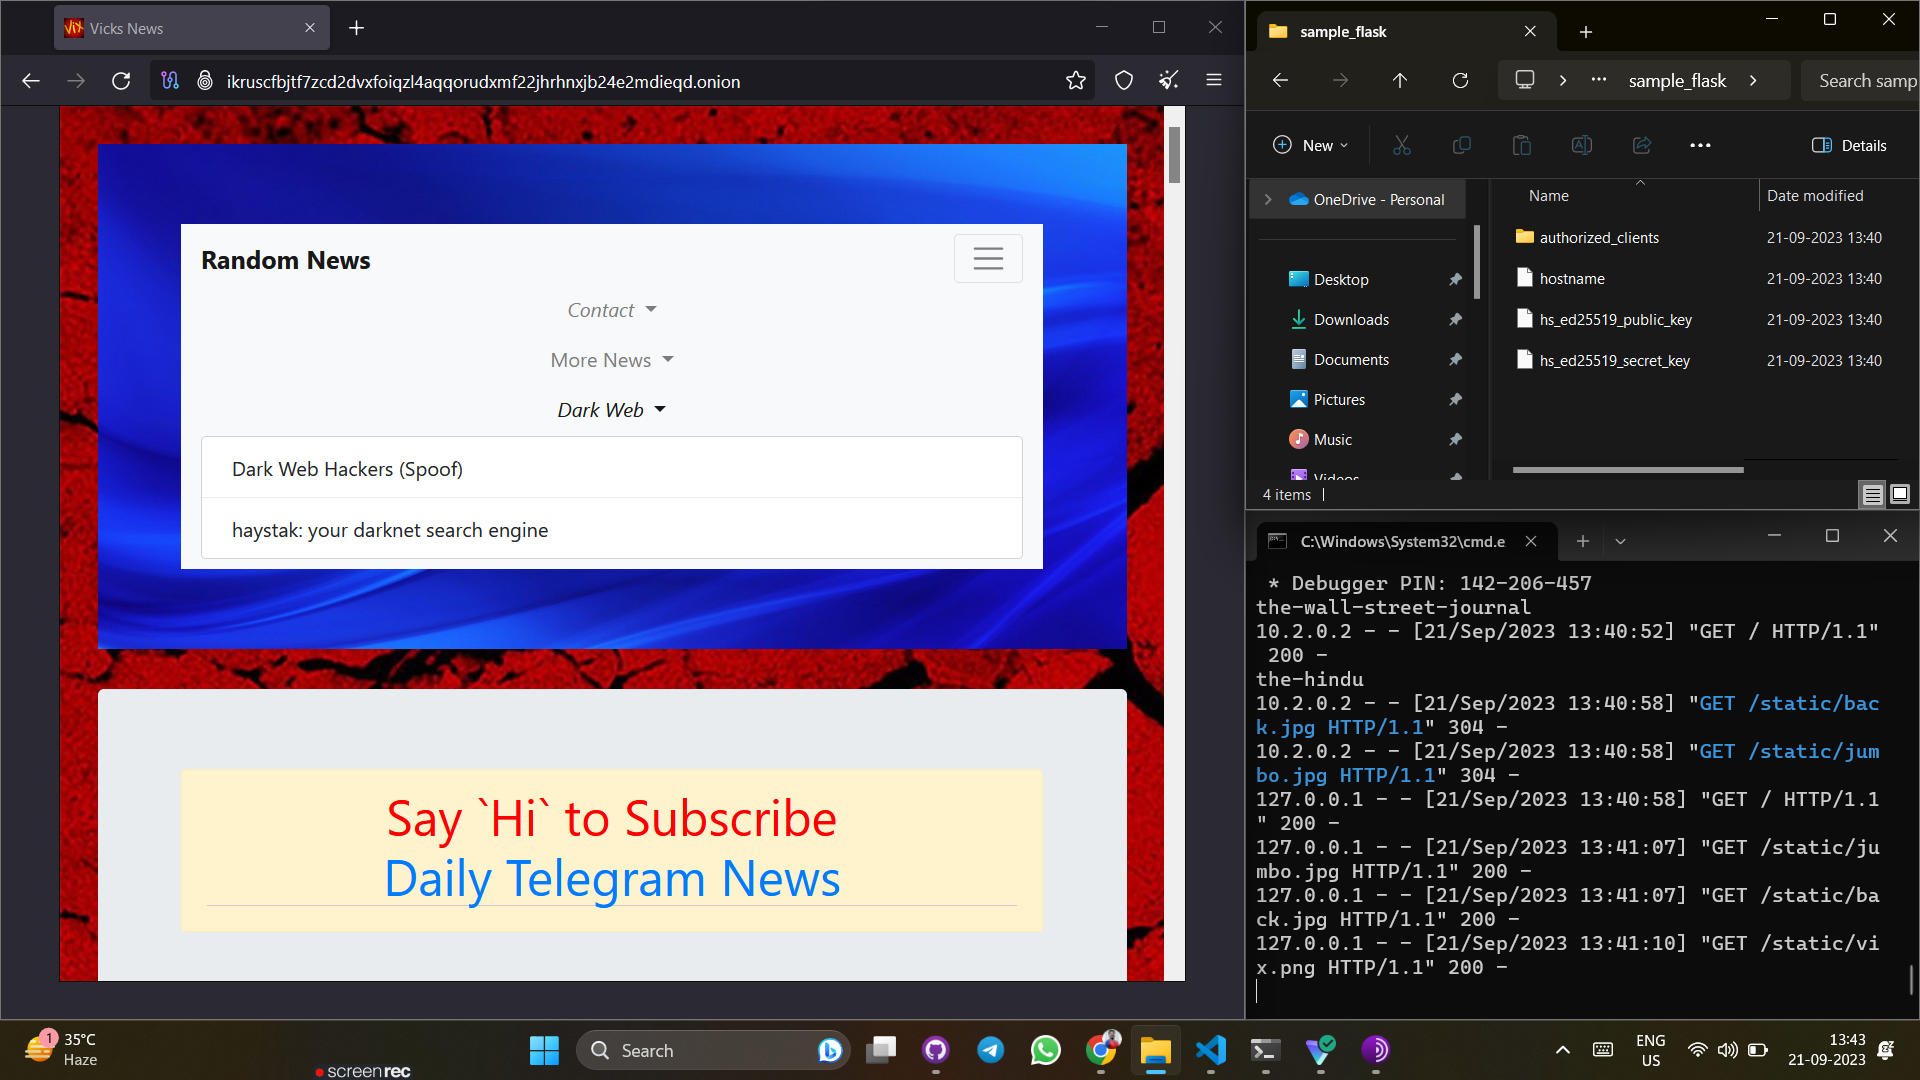 Vicks News
ikruscfbjtf7zcd2dvxfoiqzl4aqqorudxmf22jhrhnxjb24e2mdieqd.onion
Random News
Contact
More News
Dark Web
Dark Web Hackers (Spoof)
haystak: your darknet search engine
Say `Hi` to Subscribe
Daily Telegram News
sample_flask
sample_flask
Search samp
New
Details
OneDrive - Personal
Desktop
Downloads
Documents
Pictures
Music
Videos
Name Date modified
authorized_clients 21-09-2023 13:40
hostname 21-09-2023 13:40
hs_ed25519_public_key 21-09-2023 13:40
hs_ed25519_secret_key 21-09-2023 13:40
4 items
C:\Windows\System32\cmd.e
* Debugger PIN: 142-206-457
the-wall-street-journal
10.2.0.2 - - [21/Sep/2023 13:40:52] "GET / HTTP/1.1"
200 -
the-hindu
10.2.0.2 - - [21/Sep/2023 13:40:58] "GET /static/bac
k.jpg HTTP/1.1" 304 -
10.2.0.2 - - [21/Sep/2023 13:40:58] "GET /static/jum
bo.jpg HTTP/1.1" 304 -
127.0.0.1 - - [21/Sep/2023 13:40:58] "GET / HTTP/1.1
" 200 -
127.0.0.1 - - [21/Sep/2023 13:41:07] "GET /static/ju
mbo.jpg HTTP/1.1" 200 -
127.0.0.1 - - [21/Sep/2023 13:41:07] "GET /static/ba
ck.jpg HTTP/1.1" 200 -
127.0.0.1 - - [21/Sep/2023 13:41:10] "GET /static/vi
x.png HTTP/1.1" 200 -
1
35°C
Haze
screenrec
Search
ENG
US
13:43
21-09-2023